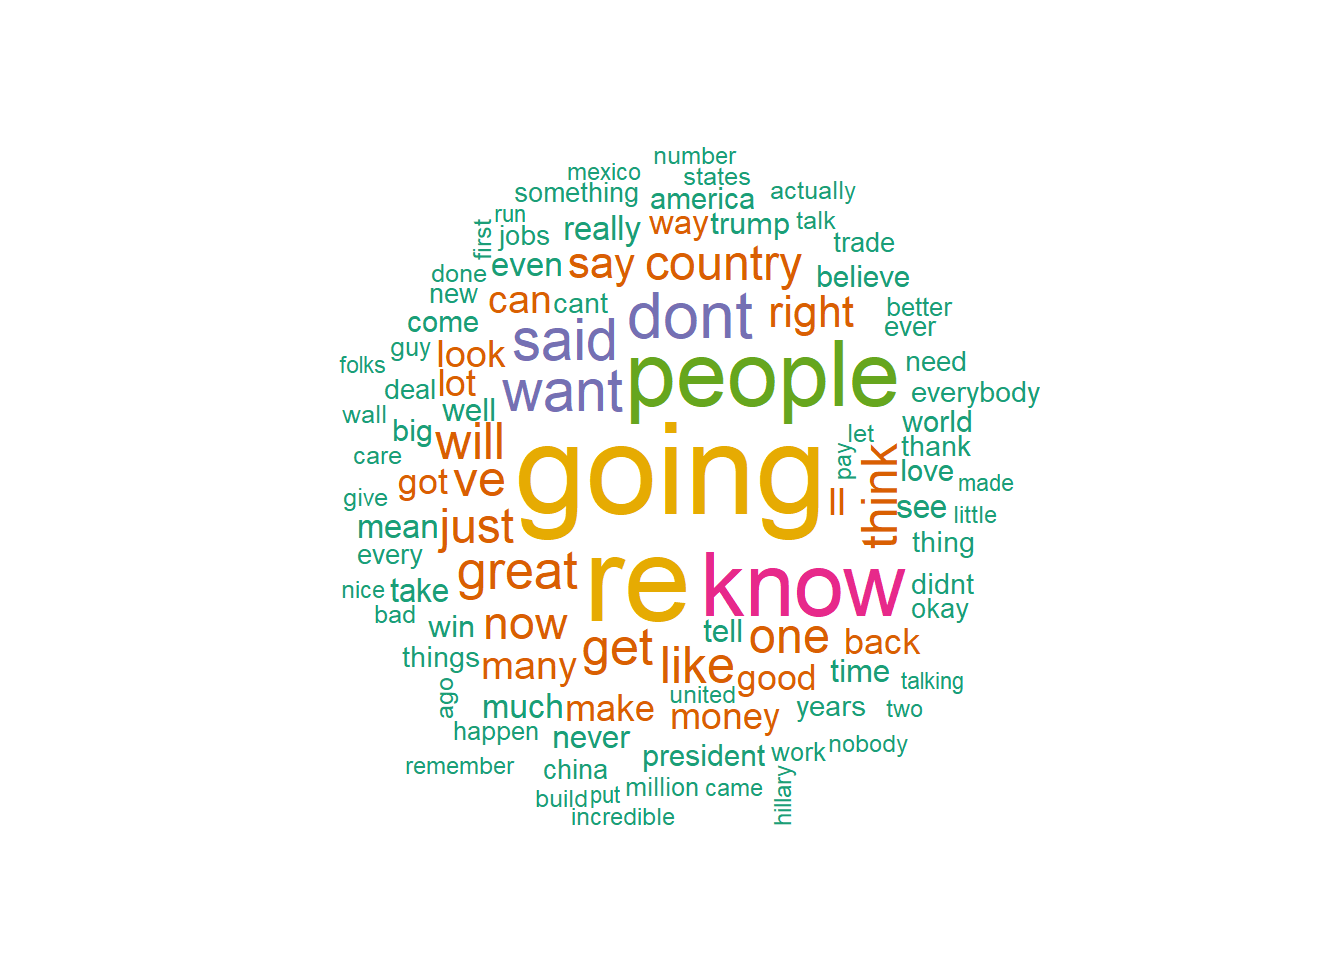 number
mexico
states
something
america
actually
run
first
jobs
really
way
trump
talk
trade
done
even
say
country
believe
new
can
cant
dont
right
better
come
said
ever
guy
look
people
need
folks
deal
lot
want
everybody
wall
well
world
big
will
going
let
thank
care
got
ve
pay
think
love
made
give
ll
see
little
mean
just
thing
every
great
re
know
didnt
nice
take
okay
bad
win
now
tell
one
back
things
many
get
like
good
time
talking
ago
united
much
make
money
years
two
happen
never
president
work
nobody
remember
china
million
came
hillary
build
put
incredible